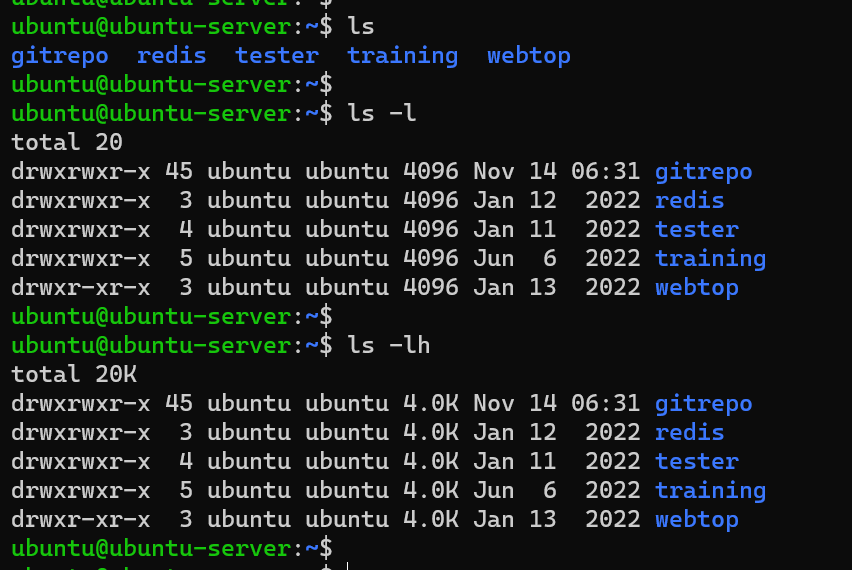 ubuntu@ubuntu-server:~$
ubuntu@ubuntu-server:~$ ls
gitrepo  redis  tester  training  webtop
ubuntu@ubuntu-server:~$
ubuntu@ubuntu-server:~$ ls -l
total 20
drwxrwxr-x 45 ubuntu ubuntu 4096 Nov 14 06:31 gitrepo
drwxrwxr-x  3 ubuntu ubuntu 4096 Jan 12  2022 redis
drwxrwxr-x  4 ubuntu ubuntu 4096 Jan 11  2022 tester
drwxrwxr-x  5 ubuntu ubuntu 4096 Jun  6  2022 training
drwxr-xr-x  3 ubuntu ubuntu 4096 Jan 13  2022 webtop
ubuntu@ubuntu-server:~$
ubuntu@ubuntu-server:~$ ls -lh
total 20K
drwxrwxr-x 45 ubuntu ubuntu 4.0K Nov 14 06:31 gitrepo
drwxrwxr-x  3 ubuntu ubuntu 4.0K Jan 12  2022 redis
drwxrwxr-x  4 ubuntu ubuntu 4.0K Jan 11  2022 tester
drwxrwxr-x  5 ubuntu ubuntu 4.0K Jun  6  2022 training
drwxr-xr-x  3 ubuntu ubuntu 4.0K Jan 13  2022 webtop
ubuntu@ubuntu-server:~$